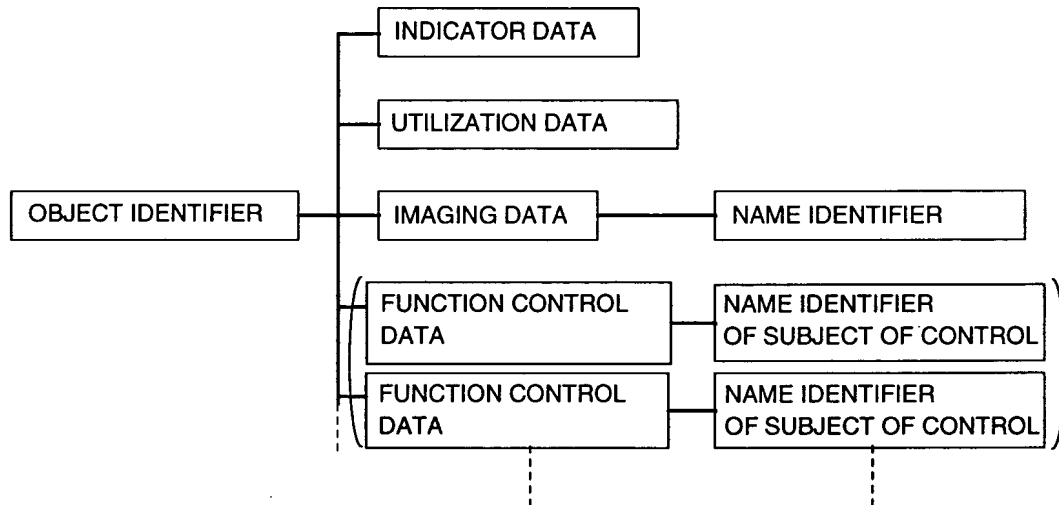 INDICATOR DATA
UTILIZATION DATA
OBJECT IDENTIFIER
IMAGING DATA
NAME IDENTIFIER
FUNCTION CONTROL
DATA
NAME IDENTIFIER
OF SUBJECT OF CONTROL
FUNCTION CONTROL
DATA
NAME IDENTIFIER
OF SUBJECT OF CONTROL